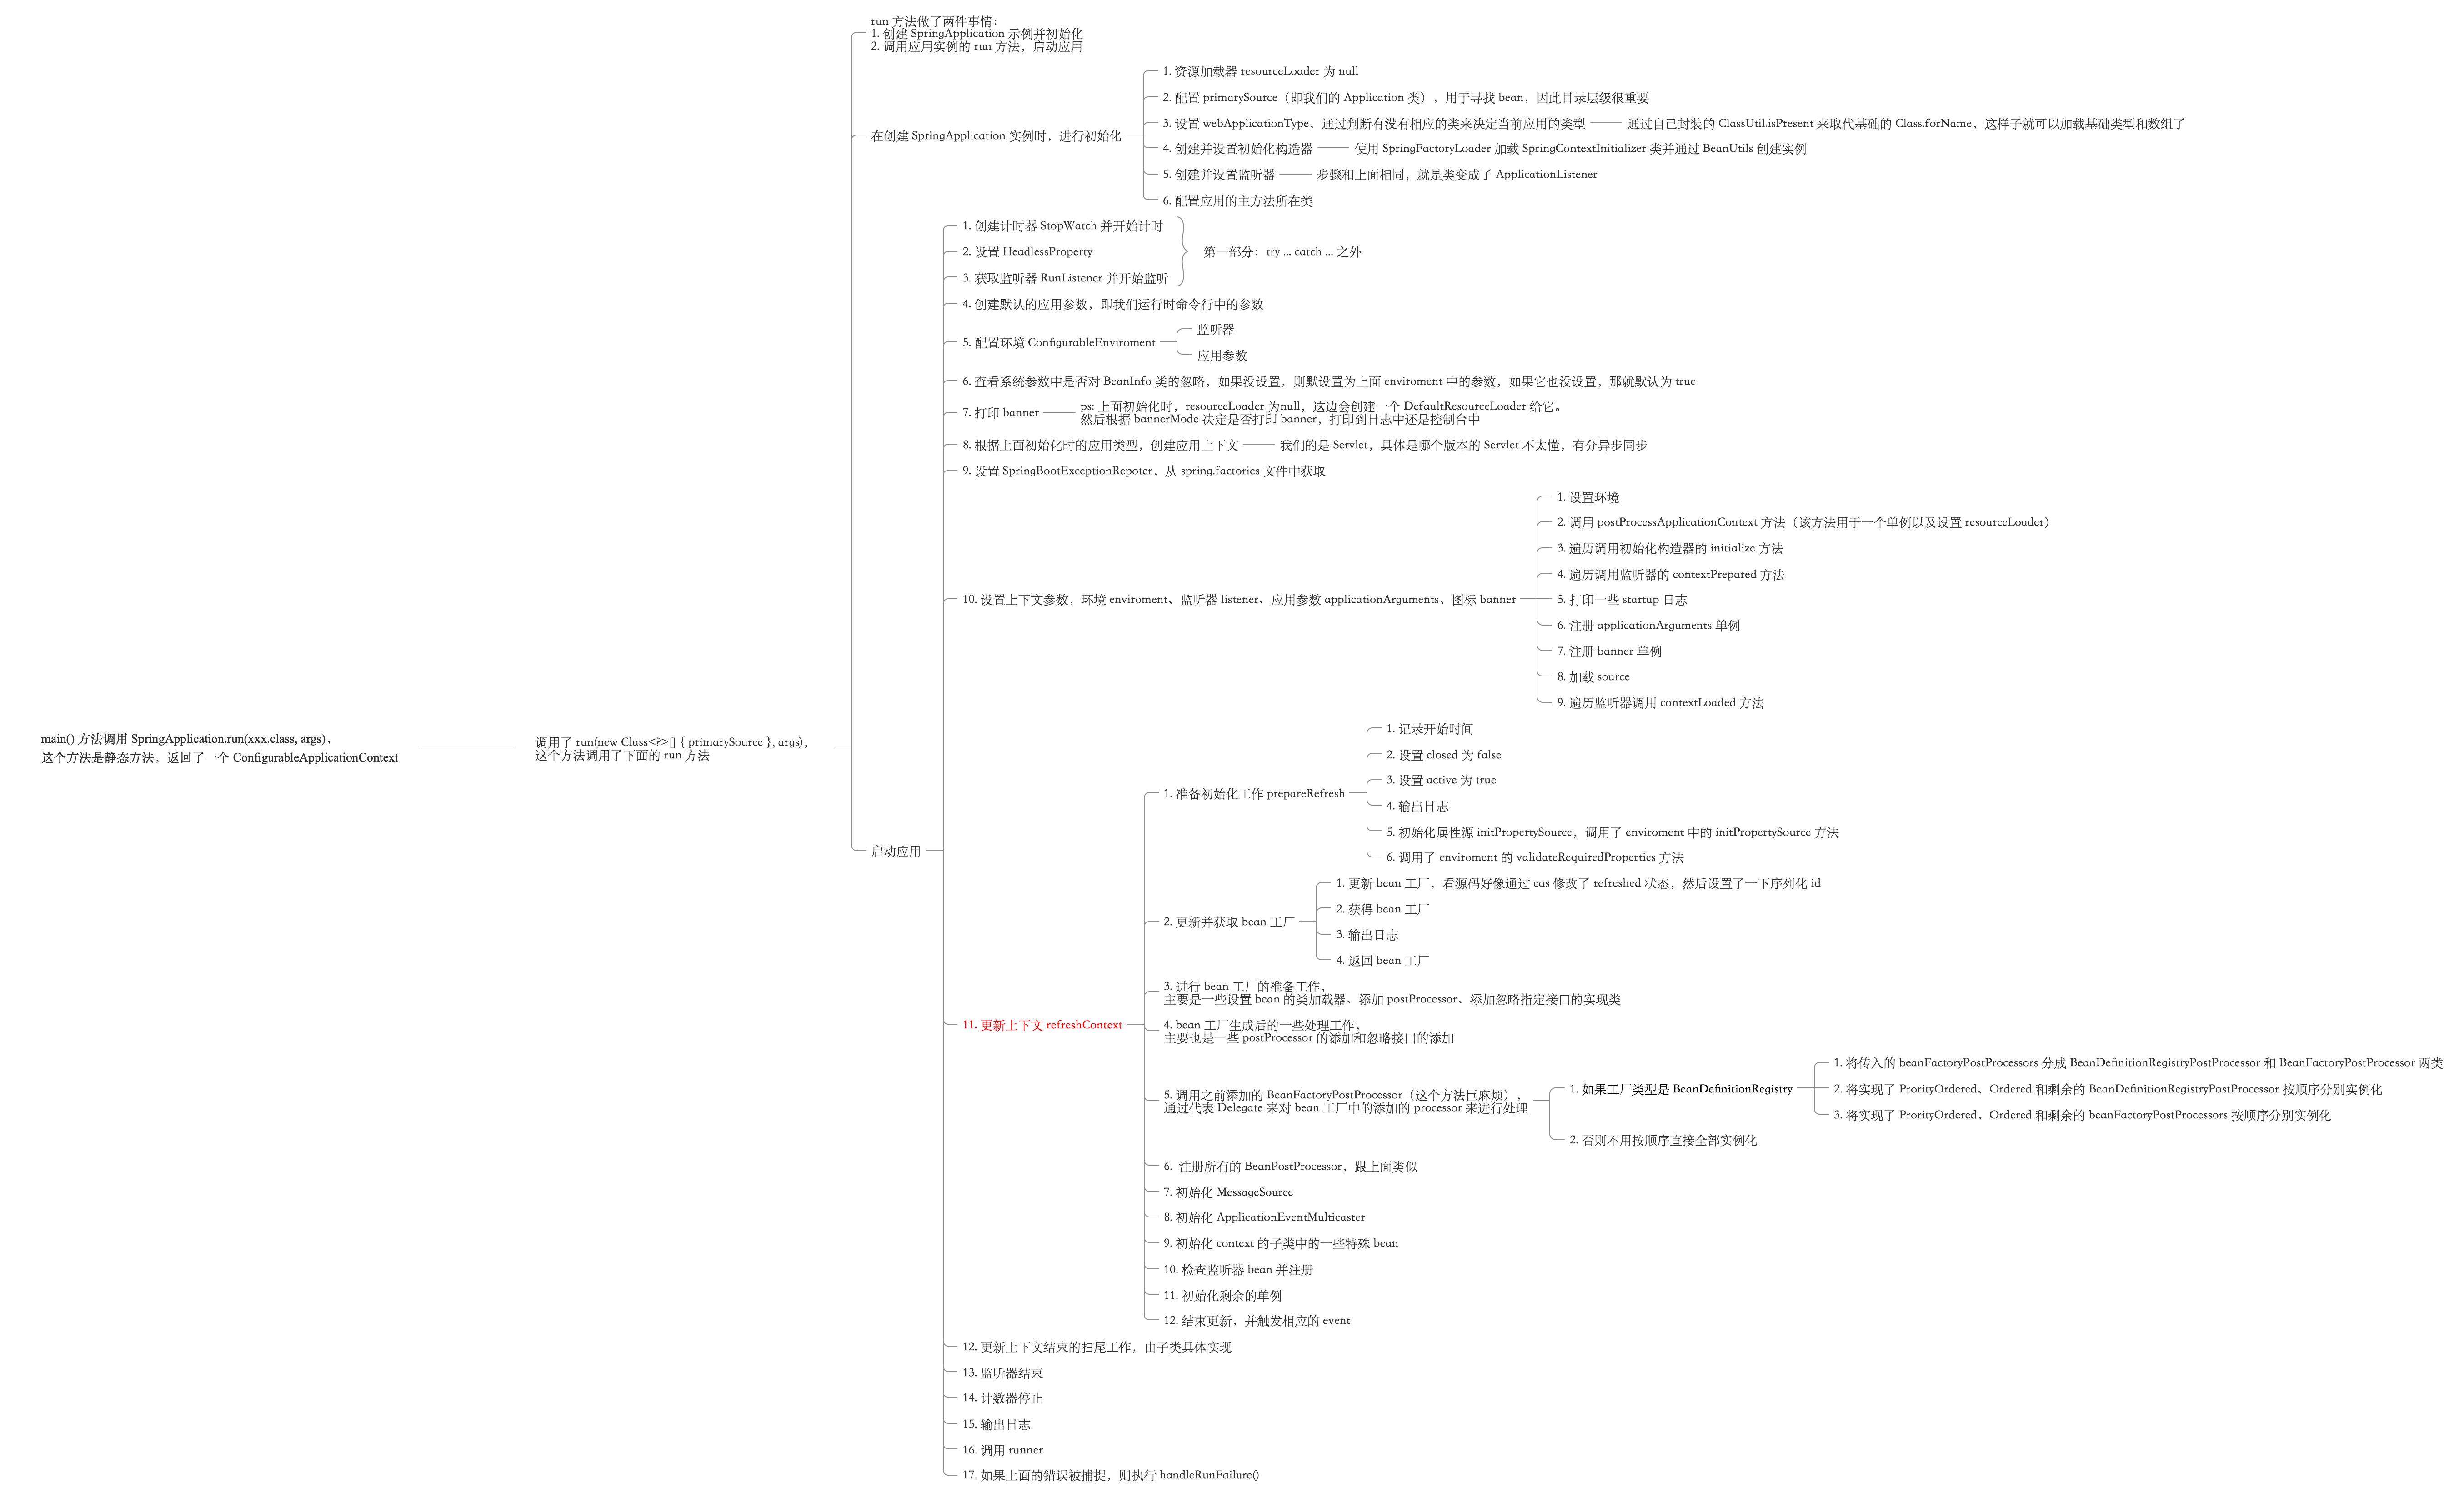 main() 方法调用 SpringApplication.run(xxx.class, args)，
这个方法是静态方法，返回了一个 ConfigurableApplicationContext
调用了 run(new Class<?>[] { primarySource }, args)，
这个方法调用了下面的 run 方法
run 方法做了两件事情：
1. 创建 SpringApplication 示例并初始化
2. 调用应用实例的 run 方法，启动应用
在创建 SpringApplication 实例时，进行初始化
1. 资源加载器 resourceLoader 为 null
2. 配置 primarySource（即我们的 Application 类），用于寻找 bean，因此目录层级很重要
3. 设置 webApplicationType，通过判断有没有相应的类来决定当前应用的类型
通过自己封装的 ClassUtil.isPresent 来取代基础的 Class.forName，这样子就可以加载基础类型和数组了
4. 创建并设置初始化构造器
使用 SpringFactoryLoader 加载 SpringContextInitializer 类并通过 BeanUtils 创建实例
5. 创建并设置监听器
步骤和上面相同，就是类变成了 ApplicationListener
6. 配置应用的主方法所在类
启动应用
1. 创建计时器 StopWatch 并开始计时
2. 设置 HeadlessProperty
3. 获取监听器 RunListener 并开始监听
第一部分：try ... catch ... 之外
4. 创建默认的应用参数，即我们运行时命令行中的参数
5. 配置环境 ConfigurableEnviroment
监听器
应用参数
6. 查看系统参数中是否对 BeanInfo 类的忽略，如果没设置，则默设置为上面 enviroment 中的参数，如果它也没设置，那就默认为 true
7. 打印 banner
ps: 上面初始化时，resourceLoader 为null，这边会创建一个 DefaultResourceLoader 给它。
然后根据 bannerMode 决定是否打印 banner，打印到日志中还是控制台中
8. 根据上面初始化时的应用类型，创建应用上下文
我们的是 Servlet，具体是哪个版本的 Servlet 不太懂，有分异步同步
9. 设置 SpringBootExceptionRepoter，从 spring.factories 文件中获取
10. 设置上下文参数，环境 enviroment、监听器 listener、应用参数 applicationArguments、图标 banner
1. 设置环境
2. 调用 postProcessApplicationContext 方法（该方法用于一个单例以及设置 resourceLoader）
3. 遍历调用初始化构造器的 initialize 方法
4. 遍历调用监听器的 contextPrepared 方法
5. 打印一些 startup 日志
6. 注册 applicationArguments 单例
7. 注册 banner 单例
8. 加载 source
9. 遍历监听器调用 contextLoaded 方法
11. 更新上下文 refreshContext
1. 准备初始化工作 prepareRefresh
1. 记录开始时间
2. 设置 closed 为 false
3. 设置 active 为 true
4. 输出日志
5. 初始化属性源 initPropertySource，调用了 enviroment 中的 initPropertySource 方法
6. 调用了 enviroment 的 validateRequiredProperties 方法
2. 更新并获取 bean 工厂
1. 更新 bean 工厂，看源码好像通过 cas 修改了 refreshed 状态，然后设置了一下序列化 id
2. 获得 bean 工厂
3. 输出日志
4. 返回 bean 工厂
3. 进行 bean 工厂的准备工作，
主要是一些设置 bean 的类加载器、添加 postProcessor、添加忽略指定接口的实现类
4. bean 工厂生成后的一些处理工作，
主要也是一些 postProcessor 的添加和忽略接口的添加
5. 调用之前添加的 BeanFactoryPostProcessor（这个方法巨麻烦），
通过代表 Delegate 来对 bean 工厂中的添加的 processor 来进行处理
1. 如果工厂类型是 BeanDefinitionRegistry
1. 将传入的 beanFactoryPostProcessors 分成 BeanDefinitionRegistryPostProcessor 和 BeanFactoryPostProcessor 两类
2. 将实现了 ProrityOrdered、Ordered 和剩余的 BeanDefinitionRegistryPostProcessor 按顺序分别实例化
3. 将实现了 ProrityOrdered、Ordered 和剩余的 beanFactoryPostProcessors 按顺序分别实例化
2. 否则不用按顺序直接全部实例化
6. 注册所有的 BeanPostProcessor，跟上面类似
7. 初始化 MessageSource
8. 初始化 ApplicationEventMulticaster
9. 初始化 context 的子类中的一些特殊 bean
10. 检查监听器 bean 并注册
11. 初始化剩余的单例
12. 结束更新，并触发相应的 event
12. 更新上下文结束的扫尾工作，由子类具体实现
13. 监听器结束
14. 计数器停止
15. 输出日志
16. 调用 runner
17. 如果上面的错误被捕捉，则执行 handleRunFailure()